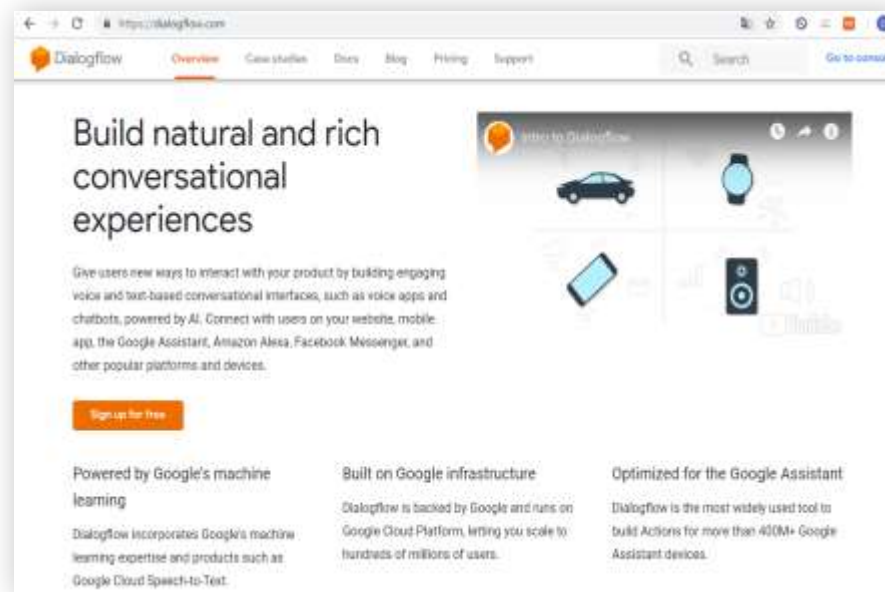 https://dialogflow.com
Dialogflow Overview Case studies Docs Blog Pricing Support Search Go to
Build natural and rich
conversational
experiences
Intro to Dialogflow
Give users new ways to interact with your product by building engaging
voice and text-based conversational interfaces, such as voice apps and
chatbots, powered by AI. Connect with users on your website, mobile
app, the Google Assistant, Amazon Alexa, Facebook Messenger, and
other popular platforms and devices.
YouTube
Sign up for free
Powered by Google's machine
learning
Dialogflow incorporates Google's machine
learning expertise and products such as
Google Cloud Speech-to-Text.
Built on Google infrastructure
Dialogflow is backed by Google and runs on
Google Cloud Platform, letting you scale to
hundreds of millions of users.
Optimized for the Google Assistant
Dialogflow is the most widely used tool to
build Actions for more than 400M+ Google
Assistant devices.